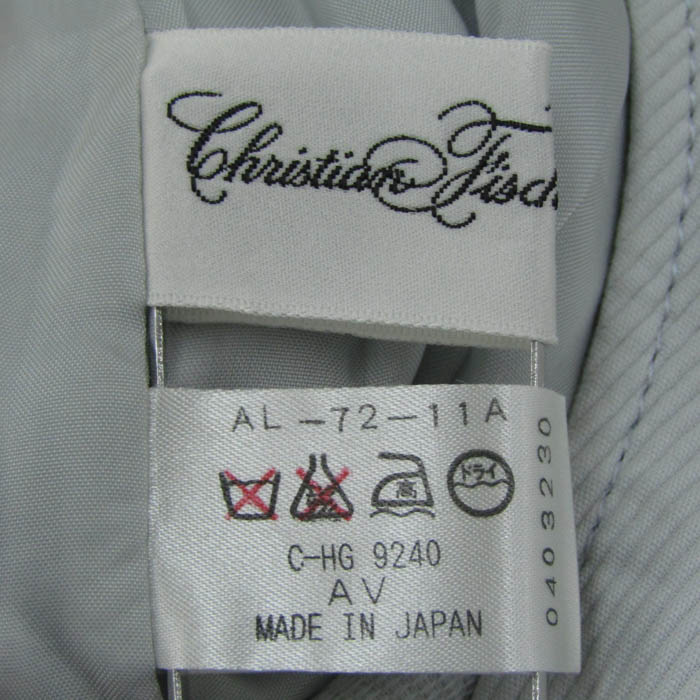 Christian Fisch
AL-72-11A
高
ドライ
C-HG 9240
AV
MADE IN JAPAN
0403230